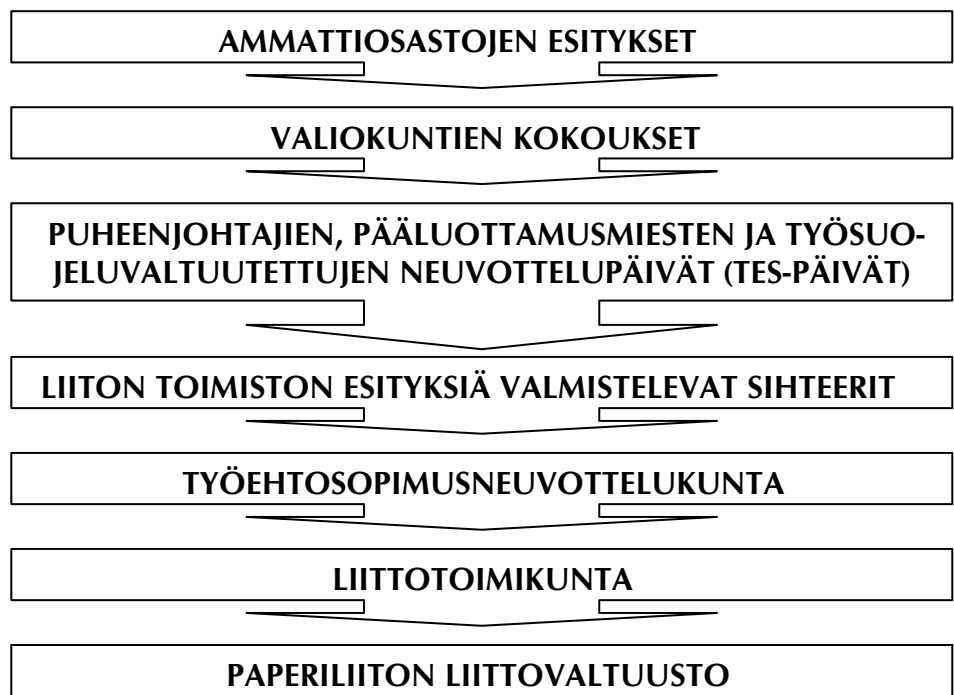 AMMATTIOSASTOJEN ESITYKSET
VALIOKUNTIEN KOKOUKSET
PUHEENJOHTAJIEN, PÄÄLUOTTAMUSMIESTEN JA TYÖSUO-
JELUVALTUUTETTUJEN NEUVOTTELUPÄIVÄT (TES-PÄIVÄT)
LIITON TOIMISTON ESITYKSIÄ VALMISTELEVAT SIHTEERIT
TYÖEHTOSOPIMUSNEUVOTTELUKUNTA
LIITTOTOIMIKUNTA
PAPERILIITON LIITTOVALTUUSTO